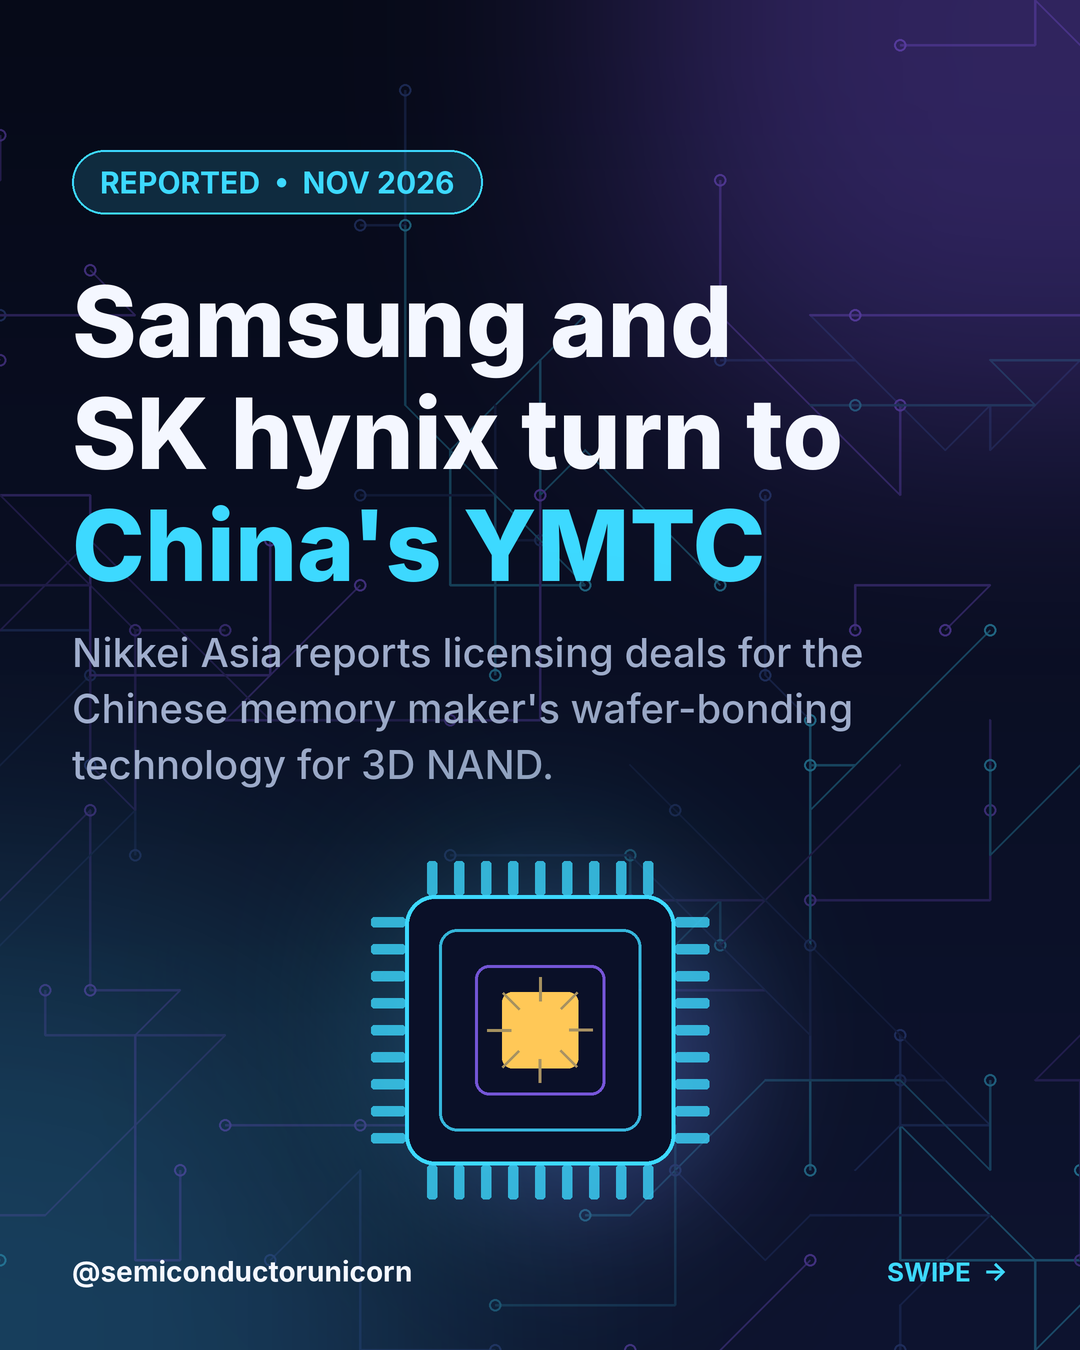 REPORTED • NOV 2026
Samsung and
SK hynix turn to
China's YMTC
Nikkei Asia reports licensing deals for the
Chinese memory maker's wafer-bonding
technology for 3D NAND.
@semiconductorunicorn
SWIPE →